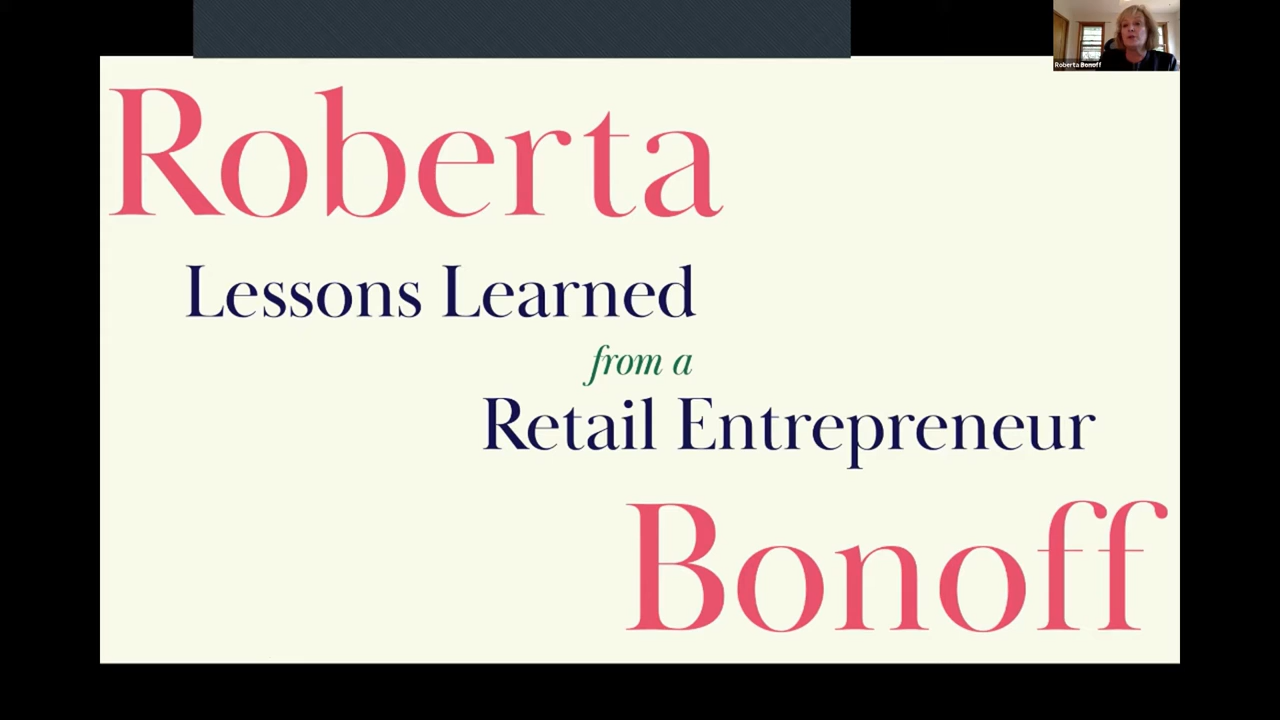 Roberta
Lessons Learned
from a
Retail Entrepreneur
Bonoff
Roberta Bonoff